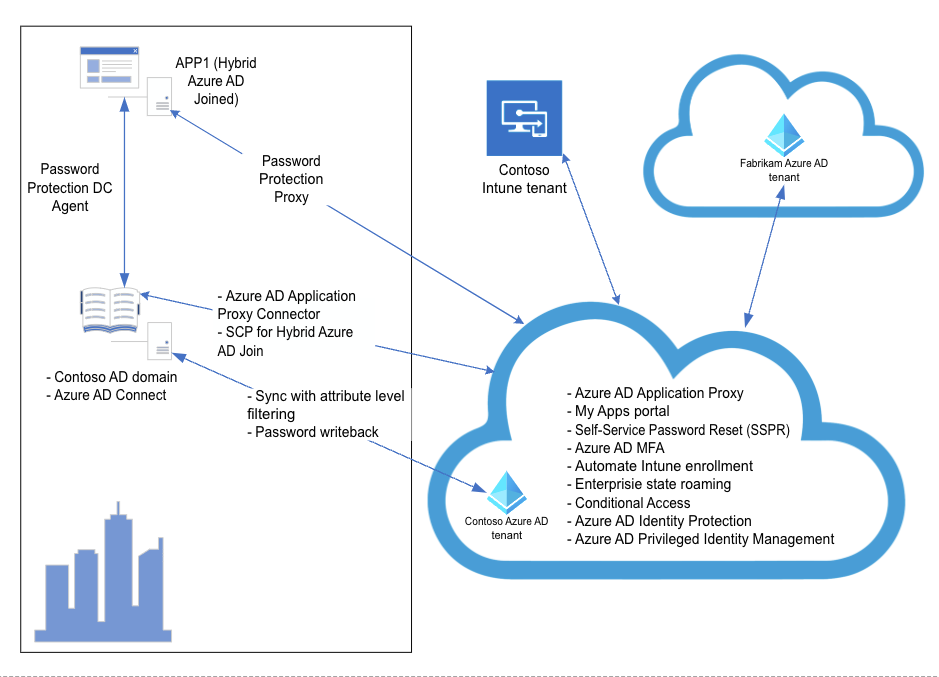 APP1 (Hybrid
Azure AD
Joined)
Password
Protection DC
Agent
Password
Protection
Proxy
Contoso
Intune tenant
Fabrikam Azure AD
tenant
- Azure AD Application
Proxy Connector
- SCP for Hybrid Azure
AD Join
- Contoso AD domain
- Azure AD Connect
- Sync with attribute level
filtering
- Password writeback
Contoso Azure AD
tenant
- Azure AD Application Proxy
- My Apps portal
- Self-Service Password Reset (SSPR)
- Azure AD MFA
- Automate Intune enrollment
- Enterprisie state roaming
- Conditional Access
- Azure AD Identity Protection
- Azure AD Privileged Identity Management